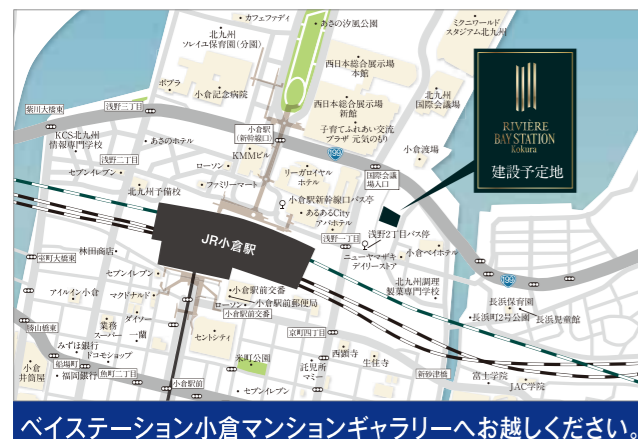 カフェファディ
あさの汐風公園
ミクニワールド
スタジアム北九州
北九州
ソレイユ保育園(分園)
西日本総合展示場
本館
ポプラ
小倉記念病院
北九州
国際会議場
RIVIÈRE
BAY STATION
Kokura
建設予定地
紫川大橋東
浅野三丁目
西日本総合展示場
新館
KCS北九州
情報専門学校
あさのホテル
小倉駅
(新幹線口)
子育てふれあい交流
プラザ 元気のもり
小倉渡場
KMMビル
199
浅野二丁目
セブンイレブン
ローソン
リーガロイヤル
ホテル
国際会議
場入口
北九州予備校
ファミリーマート
小倉駅新幹線口バス停
あるあるCity
アパホテル
浅野一丁目
浅野2丁目バス停
JR小倉駅
ニューヤマザキ
デイリーストア
小倉ベイホテル
林田商店
室町大橋東
セブンイレブン
199
北九州調理
製菓専門学校
アイルイン小倉
マクドナルド
小倉駅前交番
ローソン
小倉駅前郵便局
小倉駅前交番
長浜保育園
長浜町2号公園
長浜児童館
勝山橋東
業務
スーパー
ダイソー
一蘭
セントシティ
京町四丁目
みずほ銀行
ドコモショップ
米町公園
西顕寺
生往寺
小倉
井筒屋
船場町
福岡銀行
魚町二丁目
小倉駅前
セブンイレブン
託児所
マミー
新砂津橋
富士学院
JAC学院
ベイステーション小倉マンションギャラリーへお越しください。